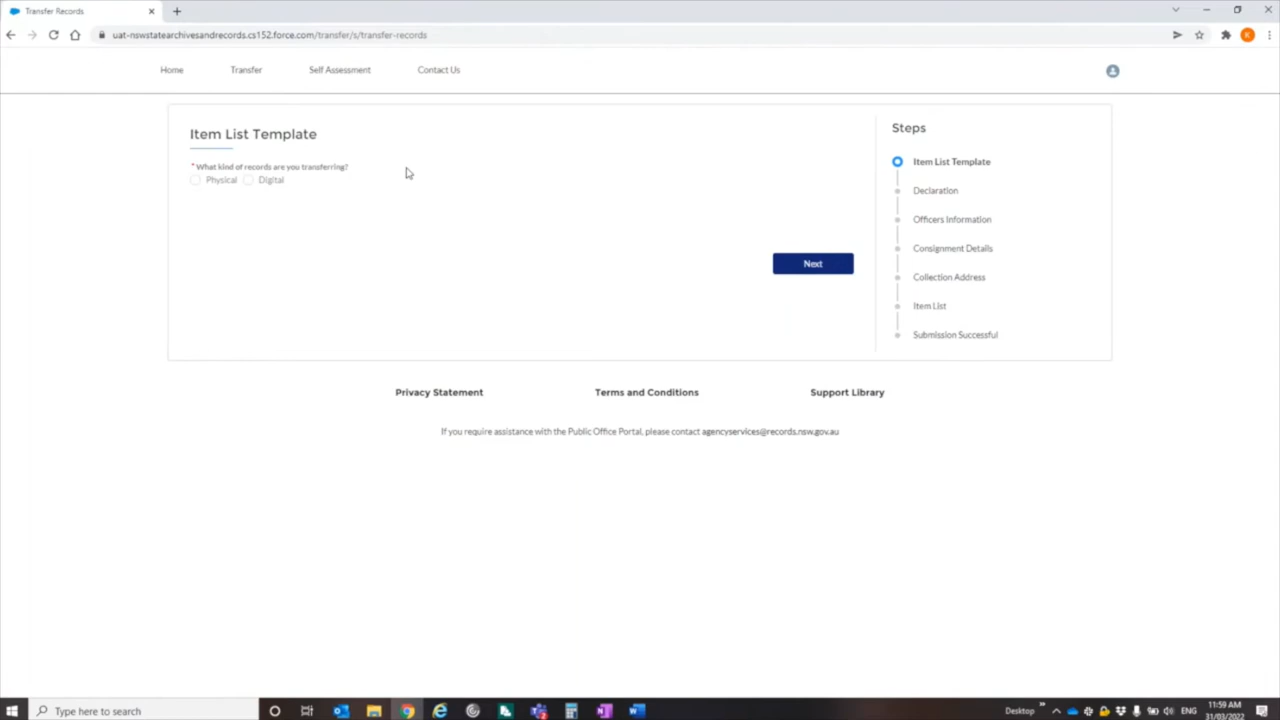 Transfer Records
uat-nswstatearchivesandrecords.cs152.force.com/transfer/s/transfer-records
K
Home
Transfer
Self Assessment
Contact Us
Item List Template
* What kind of records are you transferring?
Physical
Digital
Next
Steps
Item List Template
Declaration
Officers Information
Consignment Details
Collection Address
Item List
Submission Successful
Privacy Statement
Terms and Conditions
Support Library
If you require assistance with the Public Office Portal, please contact agencyservices@records.nsw.gov.au
Type here to search
Desktop
ENG
11:59 AM
31/03/2022